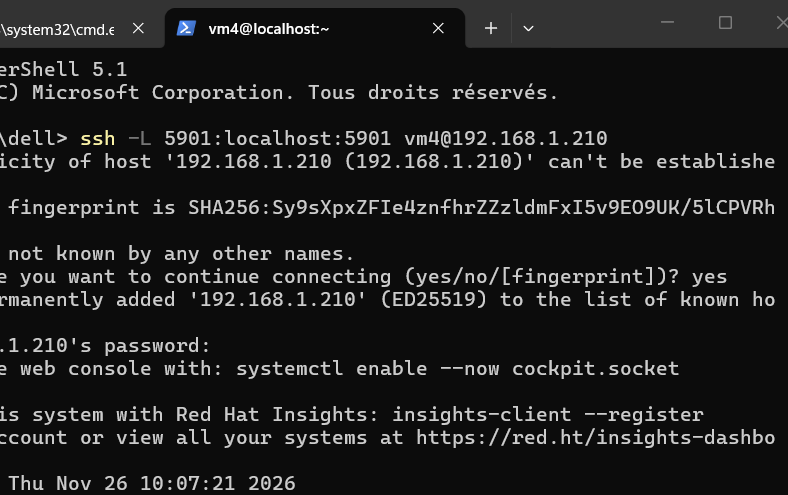 \system32\cmd.e
vm4@localhost:~
erShell 5.1
C) Microsoft Corporation. Tous droits réservés.
\dell> ssh -L 5901:localhost:5901 vm4@192.168.1.210
icity of host '192.168.1.210 (192.168.1.210)' can't be establishe
fingerprint is SHA256:Sy9sXpxZFIe4znfhrZZzldmFxI5v9EO9UK/5lCPVRh
not known by any other names.
e you want to continue connecting (yes/no/[fingerprint])? yes
rmanently added '192.168.1.210' (ED25519) to the list of known ho
.1.210's password:
e web console with: systemctl enable --now cockpit.socket
is system with Red Hat Insights: insights-client --register
ccount or view all your systems at https://red.ht/insights-dashbo
Thu Nov 26 10:07:21 2026